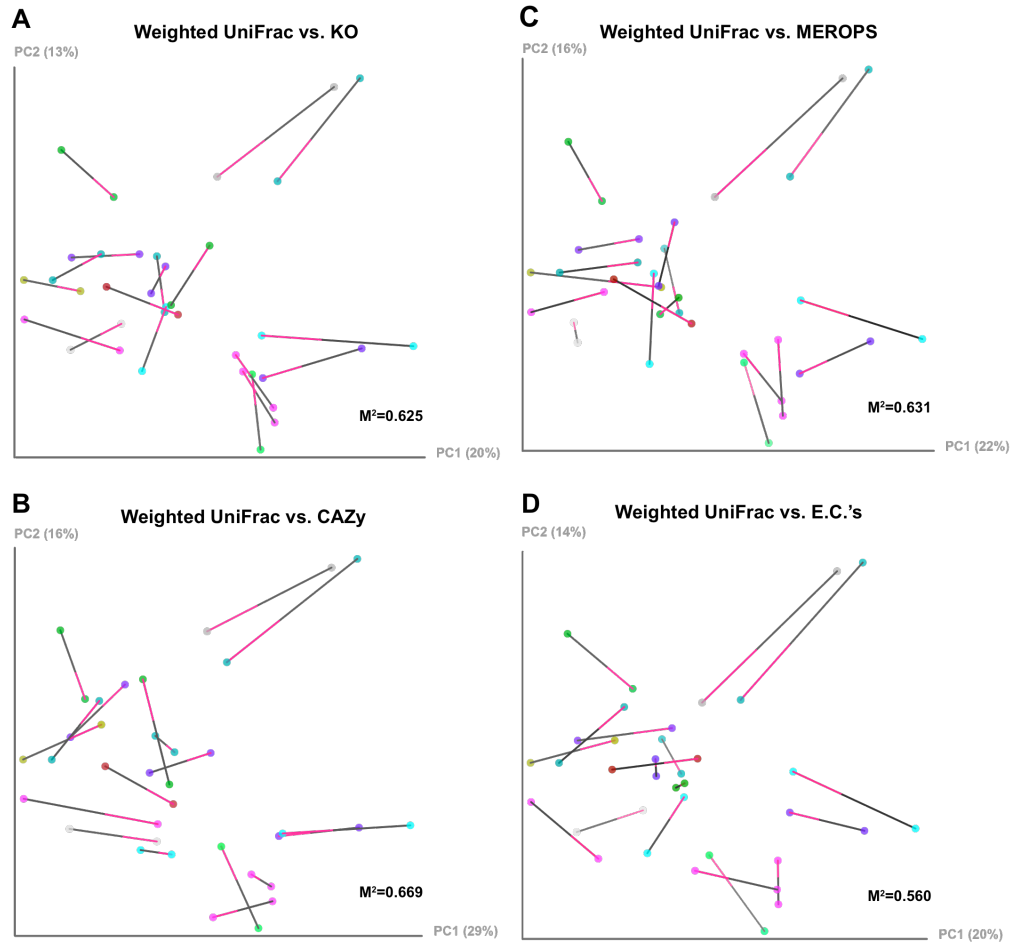 A
Weighted UniFrac vs. KO
PC2 (13%)
M²=0.625
PC1 (20%)
C
Weighted UniFrac vs. MEROPS
PC2 (16%)
M²=0.631
PC1 (22%)
B
Weighted UniFrac vs. CAZy
PC2 (16%)
M²=0.669
PC1 (29%)
D
Weighted UniFrac vs. E.C.’s
PC2 (14%)
M²=0.560
PC1 (20%)